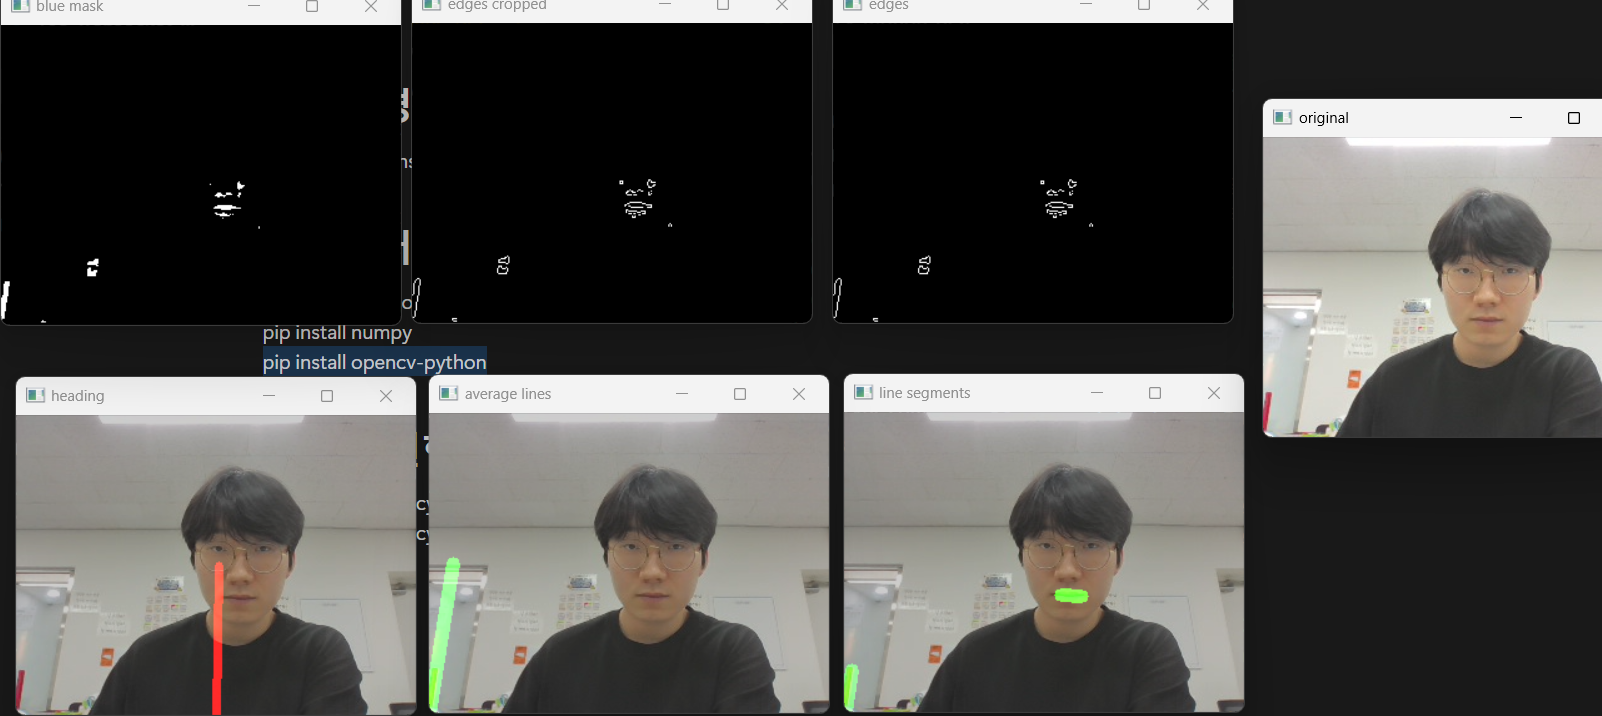 blue mask
edges cropped
edges
original
pip install numpy
pip install opencv-python
heading
average lines
line segments